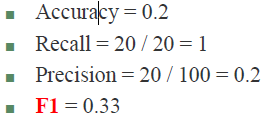 Accuracy = 0.2
Recall = 20 / 20 = 1
Precision = 20 / 100 = 0.2
F1 = 0.33